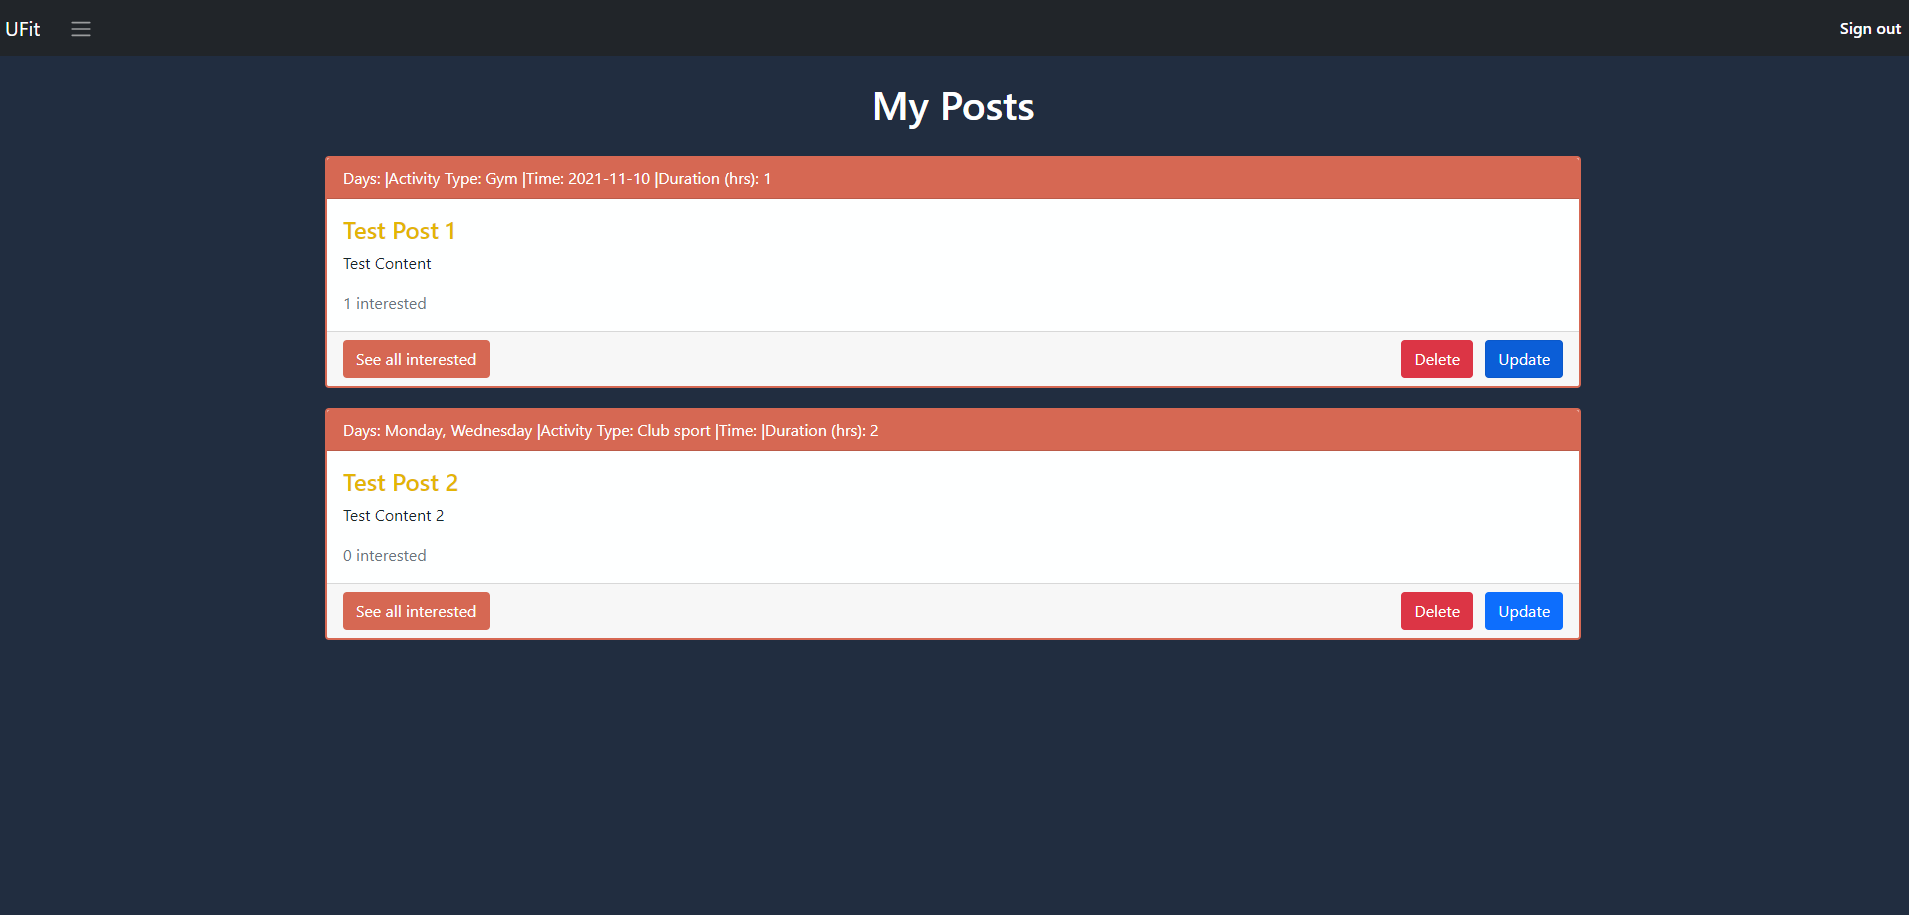 UFit Sign out
My Posts
Days: |Activity Type: Gym |Time: 2021-11-10 |Duration (hrs): 1
Test Post 1
Test Content
1 interested
See all interested Delete Update
Days: Monday, Wednesday |Activity Type: Club sport |Time: |Duration (hrs): 2
Test Post 2
Test Content 2
0 interested
See all interested Delete Update